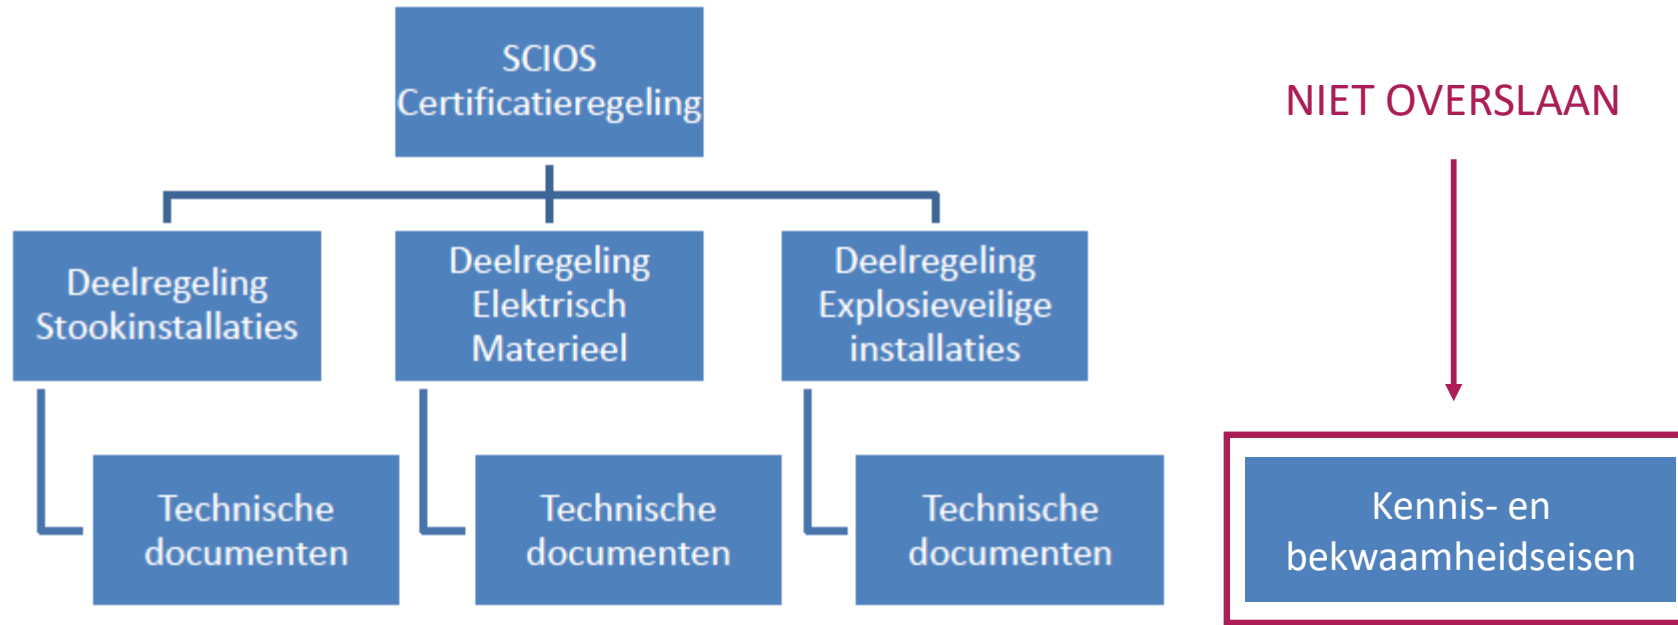 SCIOS
Certificatieregeling
NIET OVERSLAAN
Deelregeling
Stookinstallaties
Deelregeling
Elektrisch
Materieel
Deelregeling
Explosieveilige
installaties
Technische
documenten
Technische
documenten
Technische
documenten
Kennis- en
bekwaamheidseisen